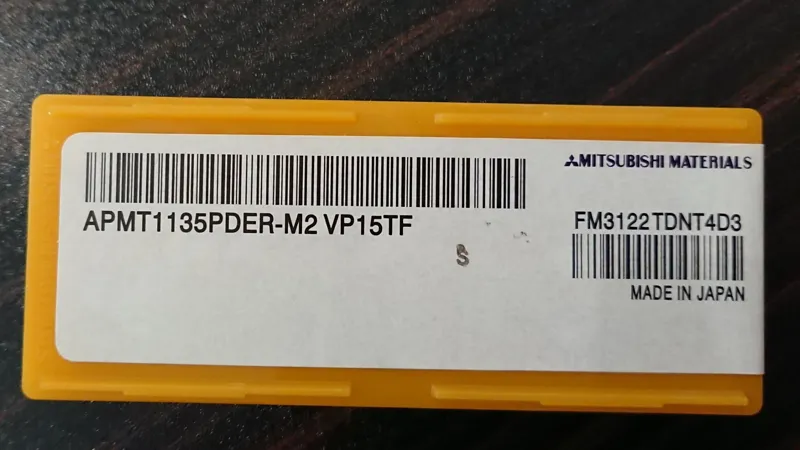 MITSUBISHI MATERIALS
APMT1135PDER-M2 VP15TF
FM3122TDNT4D3
S
MADE IN JAPAN